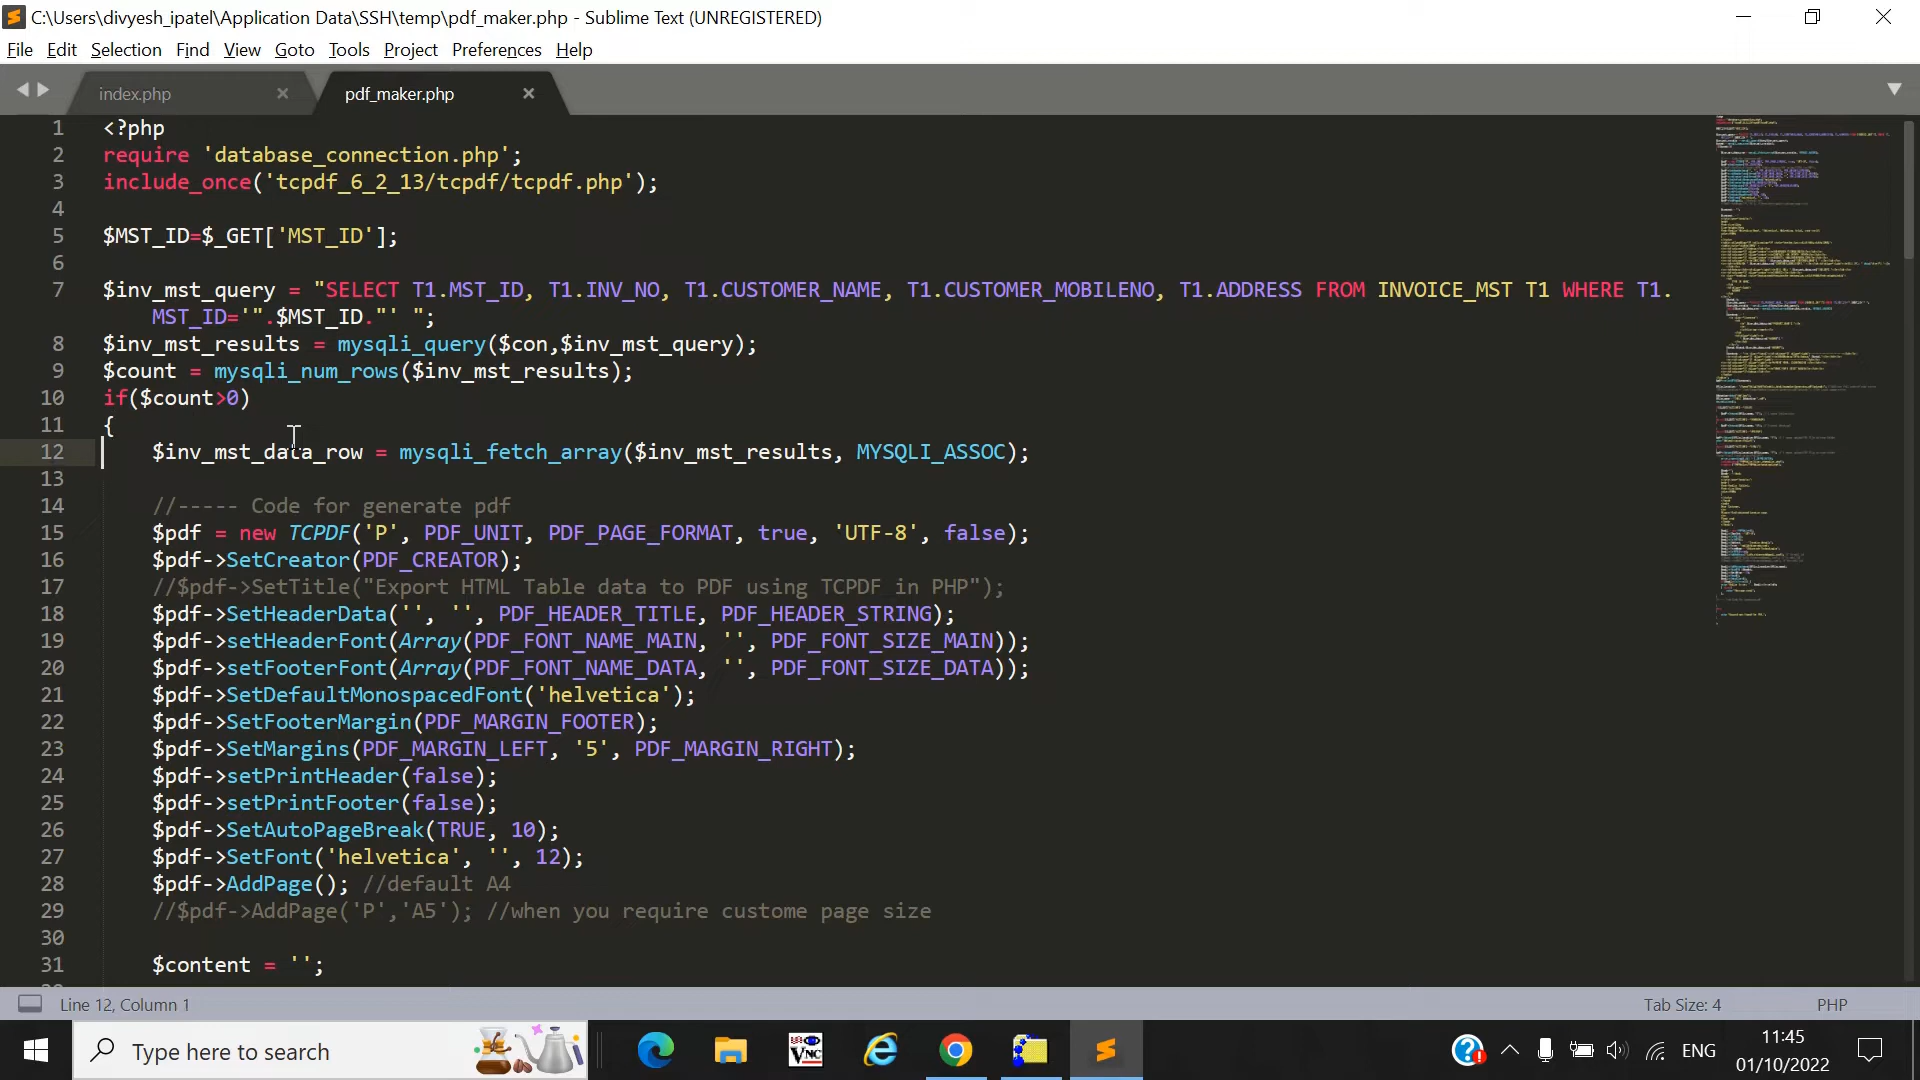 C:\Users\divyesh_ipatel\Application Data\SSH\temp\pdf_maker.php - Sublime Text (UNREGISTERED)
File Edit Selection Find View Goto Tools Project Preferences Help
index.php pdf_maker.php
1 <?php
2 require 'database_connection.php';
3 include_once('tcpdf_6_2_13/tcpdf/tcpdf.php');
4
5 $MST_ID=$_GET['MST_ID'];
6
7 $inv_mst_query = "SELECT T1.MST_ID, T1.INV_NO, T1.CUSTOMER_NAME, T1.CUSTOMER_MOBILENO, T1.ADDRESS FROM INVOICE_MST T1 WHERE T1.
MST_ID='".$MST_ID."' ";
8 $inv_mst_results = mysqli_query($con,$inv_mst_query);
9 $count = mysqli_num_rows($inv_mst_results);
10 if($count>0)
11 {
12 $inv_mst_data_row = mysqli_fetch_array($inv_mst_results, MYSQLI_ASSOC);
13
14 //----- Code for generate pdf
15 $pdf = new TCPDF('P', PDF_UNIT, PDF_PAGE_FORMAT, true, 'UTF-8', false);
16 $pdf->SetCreator(PDF_CREATOR);
17 //$pdf->SetTitle("Export HTML Table data to PDF using TCPDF in PHP");
18 $pdf->SetHeaderData('', '', PDF_HEADER_TITLE, PDF_HEADER_STRING);
19 $pdf->setHeaderFont(Array(PDF_FONT_NAME_MAIN, '', PDF_FONT_SIZE_MAIN));
20 $pdf->setFooterFont(Array(PDF_FONT_NAME_DATA, '', PDF_FONT_SIZE_DATA));
21 $pdf->SetDefaultMonospacedFont('helvetica');
22 $pdf->SetFooterMargin(PDF_MARGIN_FOOTER);
23 $pdf->SetMargins(PDF_MARGIN_LEFT, '5', PDF_MARGIN_RIGHT);
24 $pdf->setPrintHeader(false);
25 $pdf->setPrintFooter(false);
26 $pdf->SetAutoPageBreak(TRUE, 10);
27 $pdf->SetFont('helvetica', '', 12);
28 $pdf->AddPage(); //default A4
29 //$pdf->AddPage('P','A5'); //when you require custome page size
30
31 $content = '';
Line 12, Column 1 Tab Size: 4 PHP
Type here to search
VNC
ENG
11:45
01/10/2022